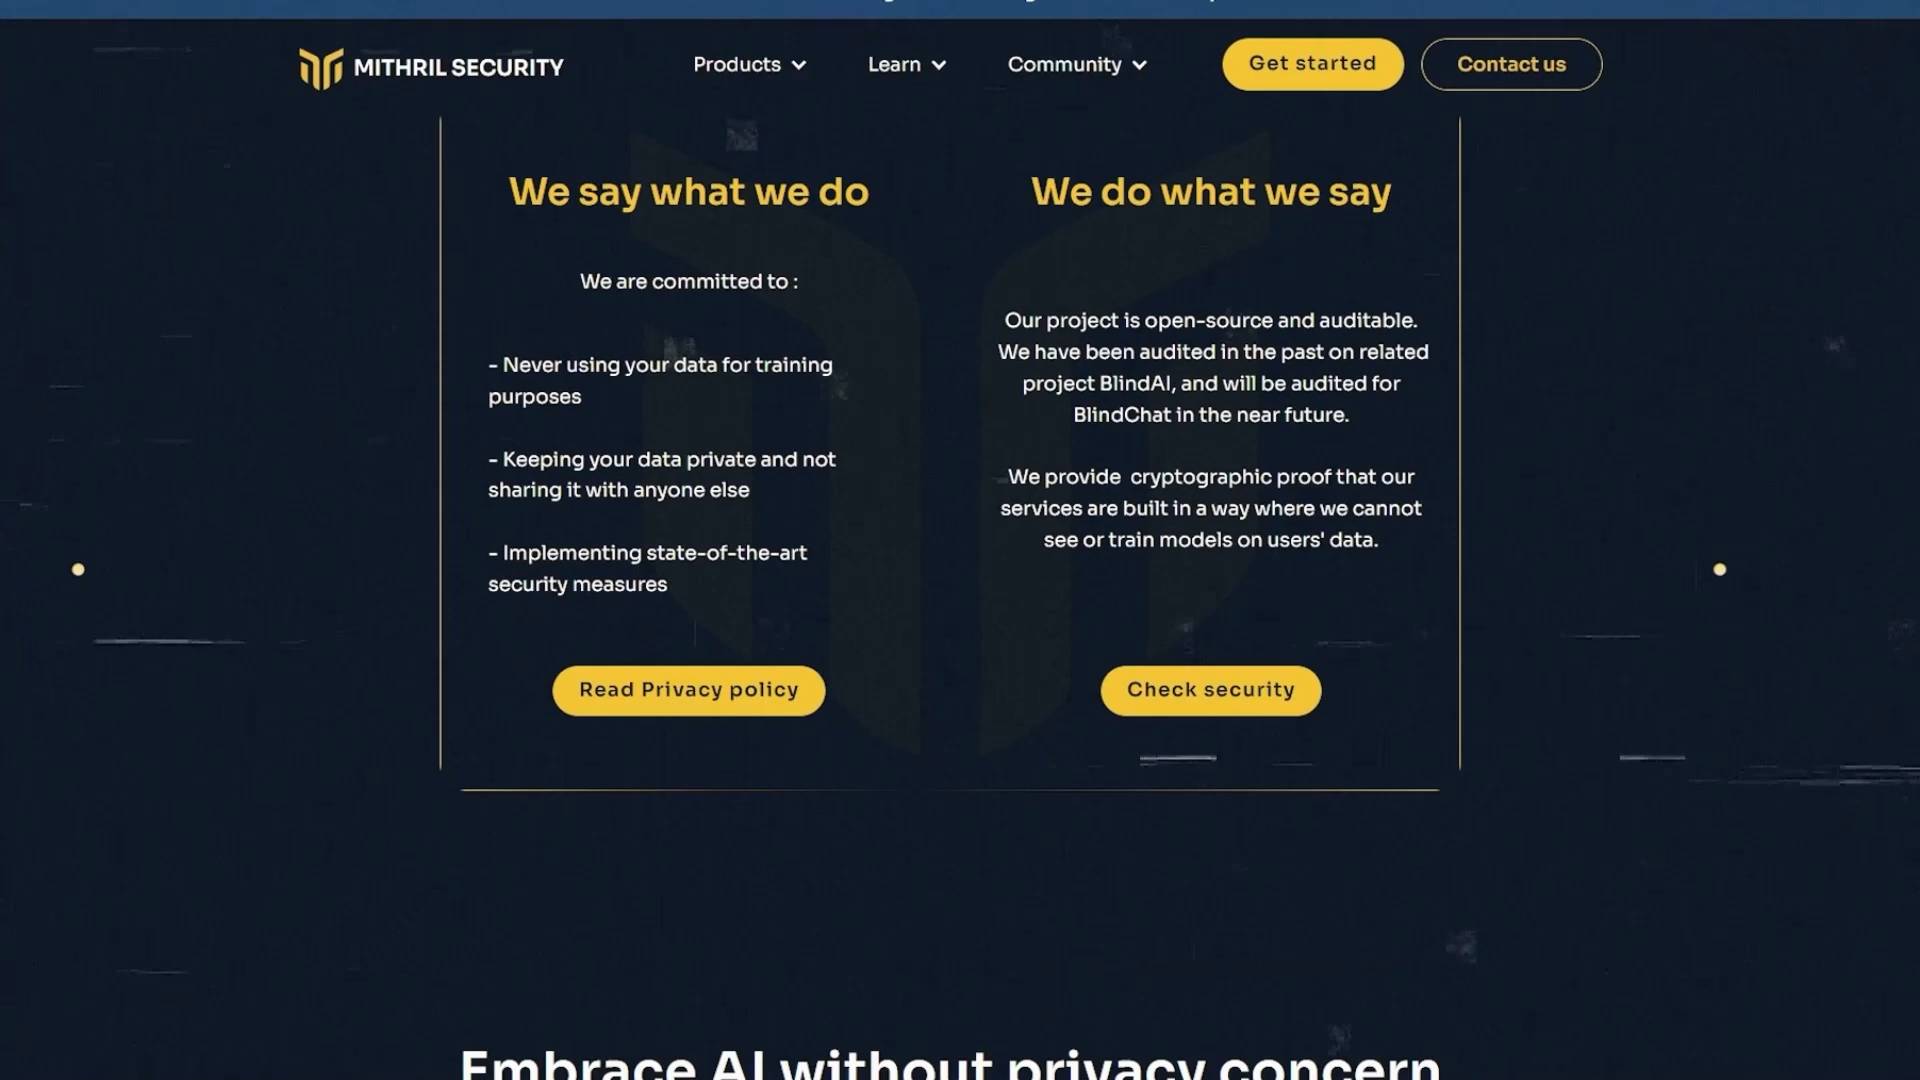 MITHRIL SECURITY
Products
Learn
Community
Get started
Contact us
We say what we do
We are committed to :
- Never using your data for training
purposes
- Keeping your data private and not
sharing it with anyone else
- Implementing state-of-the-art
security measures
Read Privacy policy
We do what we say
Our project is open-source and auditable.
We have been audited in the past on related
project BlindAI, and will be audited for
BlindChat in the near future.
We provide cryptographic proof that our
services are built in a way where we cannot
see or train models on users' data.
Check security
Embrace AI without privacy concern